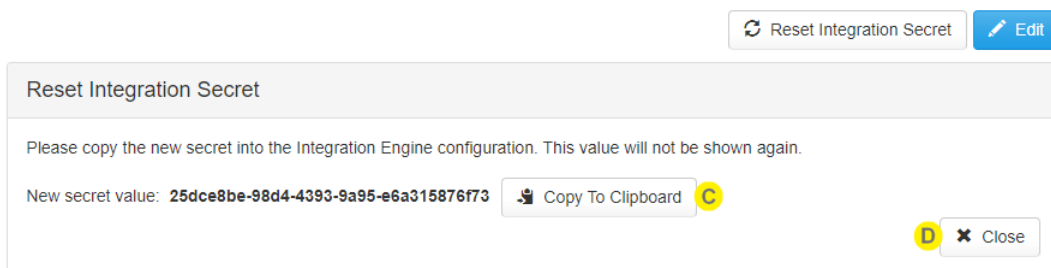 Reset Integration Secret Edit
Reset Integration Secret
Please copy the new secret into the Integration Engine configuration. This value will not be shown again.
New secret value: 25dce8be-98d4-4393-9a95-e6a315876f73 Copy To Clipboard C
D Close